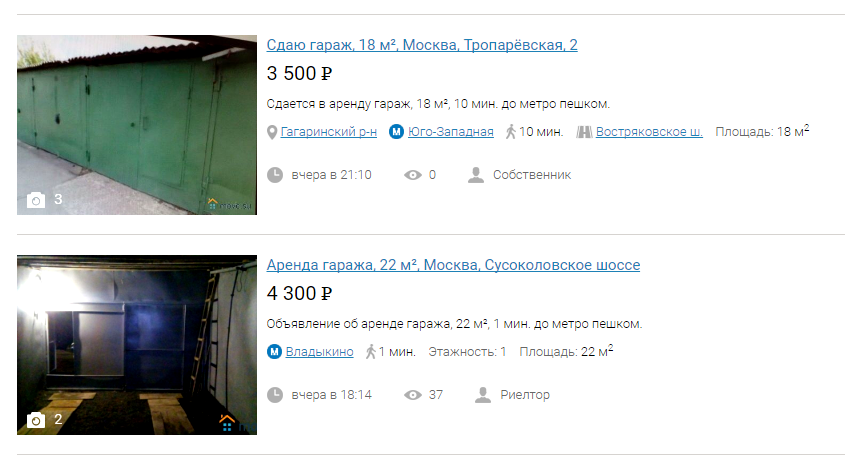 Сдаю гараж, 18 м², Москва, Тропарёвская, 2
3 500 ₽
Сдается в аренду гараж, 18 м², 10 мин. до метро пешком.
Гагаринский р-н М Юго-Западная 10 мин. Востряковское ш. Площадь: 18 м²
вчера в 21:10 0 Собственник
3
Аренда гаража, 22 м², Москва, Сусоколовское шоссе
4 300 ₽
Объявление об аренде гаража, 22 м², 1 мин. до метро пешком.
М Владыкино 1 мин. Этажность: 1 Площадь: 22 м²
вчера в 18:14 37 Риелтор
2